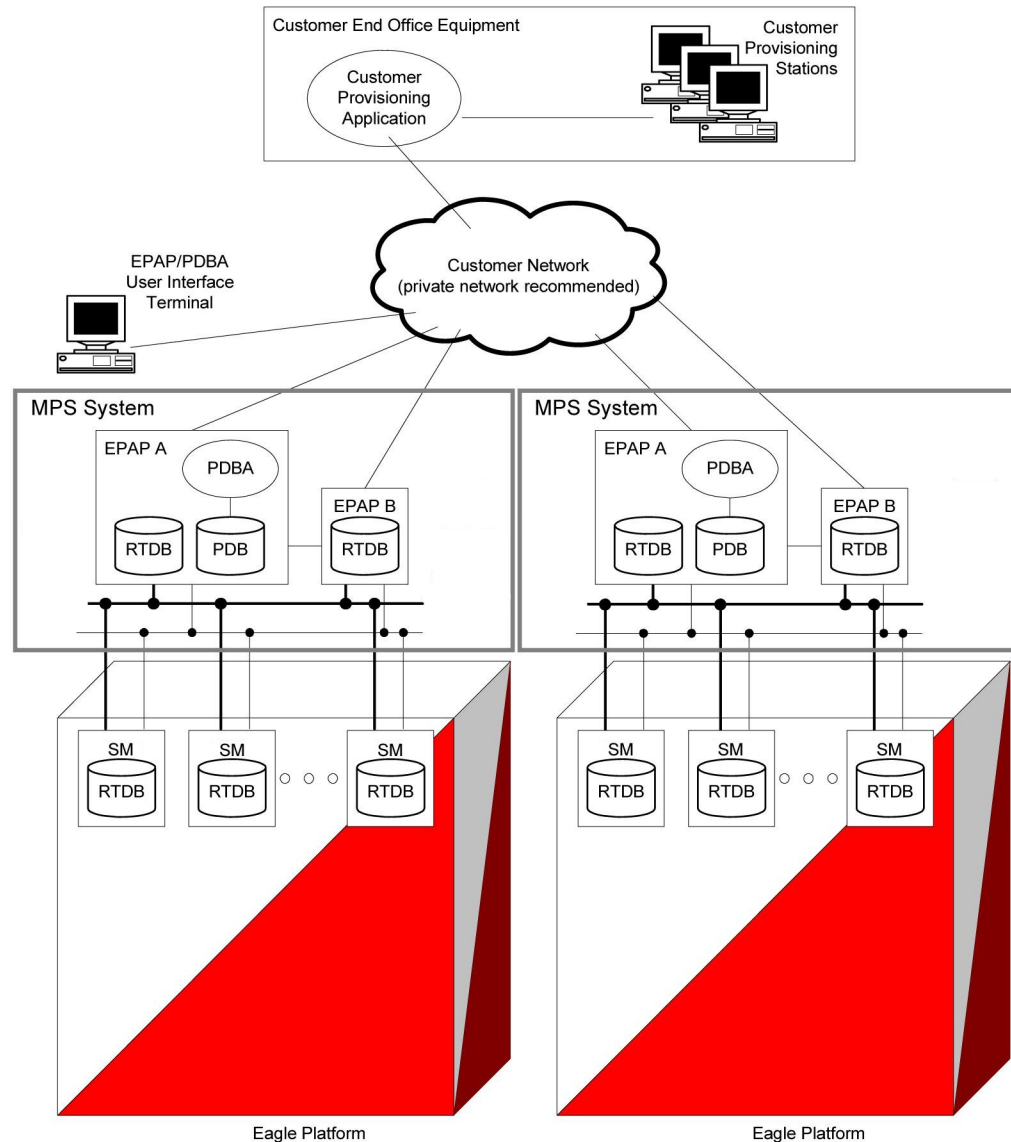 Customer End Office Equipment
Customer
Provisioning
Application
Customer
Provisioning
Stations
Customer Network
(private network recommended)
EPAP/PDBA
User Interface
Terminal
MPS System
EPAP A
PDBA
RTDB
PDB
EPAP B
RTDB
MPS System
EPAP A
PDBA
RTDB
PDB
EPAP B
RTDB
SM
RTDB
SM
RTDB
SM
RTDB
SM
RTDB
SM
RTDB
SM
RTDB
Eagle Platform
Eagle Platform